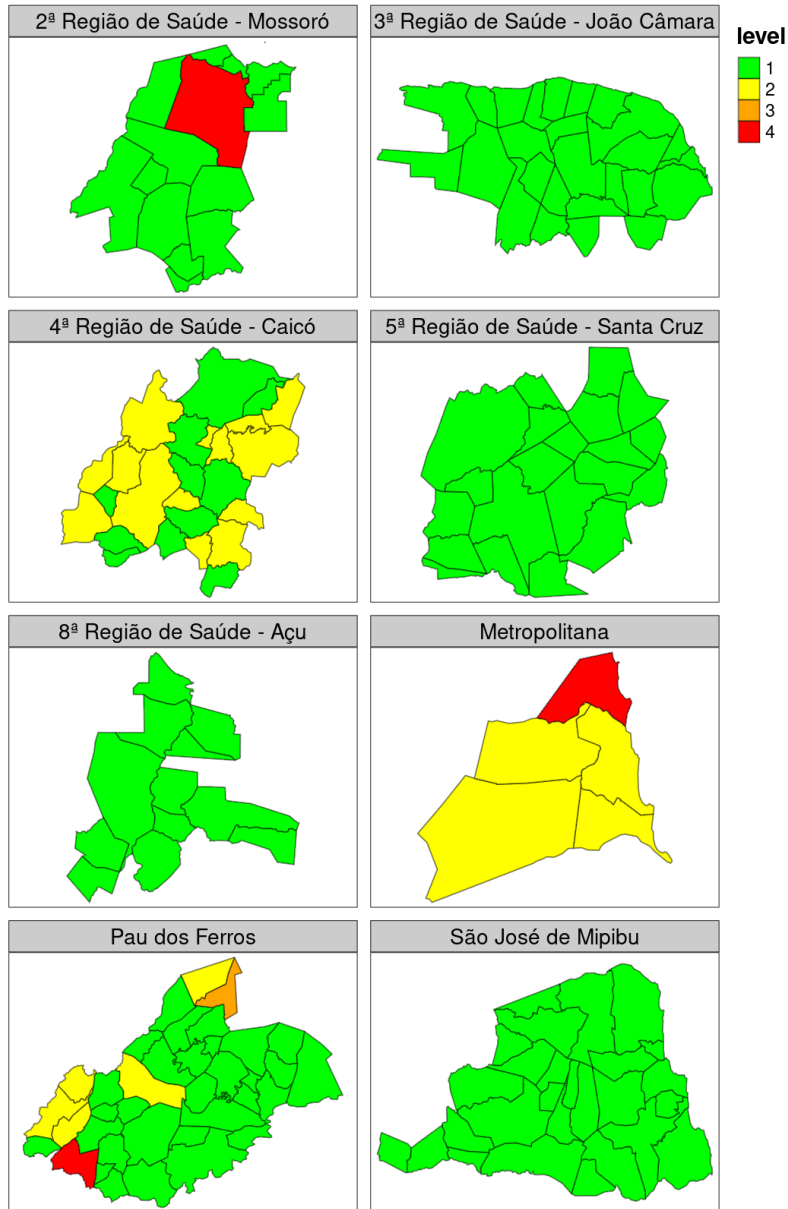 2ª Região de Saúde - Mossoró
3ª Região de Saúde - João Câmara
level
1
2
3
4
4ª Região de Saúde - Caicó
5ª Região de Saúde - Santa Cruz
8ª Região de Saúde - Açu
Metropolitana
Pau dos Ferros
São José de Mipibu